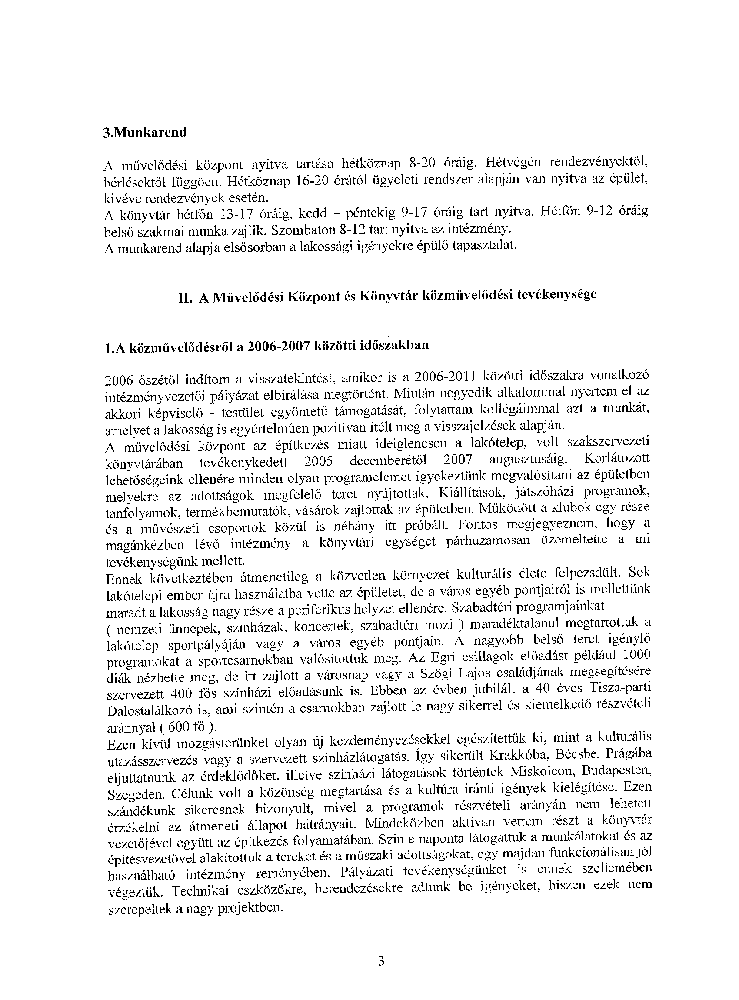 3.Munkarend
A művelődési központ nyitva tartása hétköznap 8-20 óráig. Hétvégén rendezvényektől,
bérlésektől függően. Hétköznap 16-20 órától ügyeleti rendszer alapján van nyitva az épület,
kivéve rendezvények esetén.
A könyvtár hétfőn 13-17 óráig, kedd – péntekig 9-17 óráig tart nyitva. Hétfőn 9-12 óráig
belső szakmai munka zajlik. Szombaton 8-12 tart nyitva az intézmény.
A munkarend alapja elsősorban a lakossági igényekre épülő tapasztalat.
II. A Művelődési Központ és Könyvtár közművelődési tevékenysége
1.A közművelődésről a 2006-2007 közötti időszakban
2006 őszétől indítom a visszatekintést, amikor is a 2006-2011 közötti időszakra vonatkozó
intézményvezetői pályázat elbírálása megtörtént. Miután negyedik alkalommal nyertem el az
akkori képviselő - testület egyöntetű támogatását, folytattam kollégáimmal azt a munkát,
amelyet a lakosság is egyértelműen pozitívan ítélt meg a visszajelzések alapján.
A művelődési központ az építkezés miatt ideiglenesen a lakótelep, volt szakszervezeti
könyvtárában tevékenykedett 2005 decemberétől 2007 augusztusáig. Korlátozott
lehetőségeink ellenére minden olyan programelemet igyekeztünk megvalósítani az épületben
melyekre az adottságok megfelelő teret nyújtottak. Kiállítások, játszóházi programok,
tanfolyamok, termékbemutatók, vásárok zajlottak az épületben. Működött a klubok egy része
és a művészeti csoportok közül is néhány itt próbált. Fontos megjegyeznem, hogy a
magánkézben lévő intézmény a könyvtári egységet párhuzamosan üzemeltette a mi
tevékenységünk mellett.
Ennek következtében átmenetileg a közvetlen környezet kulturális élete felpezsdült. Sok
lakótelepi ember újra használatba vette az épületet, de a város egyéb pontjairól is mellettünk
maradt a lakosság nagy része a periferikus helyzet ellenére. Szabadtéri programjainkat
( nemzeti ünnepek, színházak, koncertek, szabadtéri mozi ) maradéktalanul megtartottuk a
lakótelep sportpályáján vagy a város egyéb pontjain. A nagyobb belső teret igénylő
programokat a sportcsarnokban valósítottuk meg. Az Egri csillagok előadást például 1000
diák nézhette meg, de itt zajlott a városnap vagy a Szögi Lajos családjának megsegítésére
szervezett 400 fős színházi előadásunk is. Ebben az évben jubilált a 40 éves Tisza-parti
Dalostalálkozó is, ami szintén a csarnokban zajlott le nagy sikerrel és kiemelkedő részvételi
aránnyal ( 600 fő ).
Ezen kívül mozgásterünket olyan új kezdeményezésekkel egészítettük ki, mint a kulturális
utazásszervezés vagy a szervezett színházlátogatás. Így sikerült Krakkóba, Bécsbe, Prágába
eljuttatnunk az érdeklődőket, illetve színházi látogatások történtek Miskolcon, Budapesten,
Szegeden. Célunk volt a közönség megtartása és a kultúra iránti igények kielégítése. Ezen
szándékunk sikeresnek bizonyult, mivel a programok részvételi arányán nem lehetett
érzékelni az átmeneti állapot hátrányait. Mindeközben aktívan vettem részt a könyvtár
vezetőjével együtt az építkezés folyamatában. Szinte naponta látogattuk a munkálatokat és az
építésvezetővel alakítottuk a tereket és a műszaki adottságokat, egy majdan funkcionálisan jól
használható intézmény reményében. Pályázati tevékenységünket is ennek szellemében
végeztük. Technikai eszközökre, berendezésekre adtunk be igényeket, hiszen ezek nem
szerepeltek a nagy projektben.
3